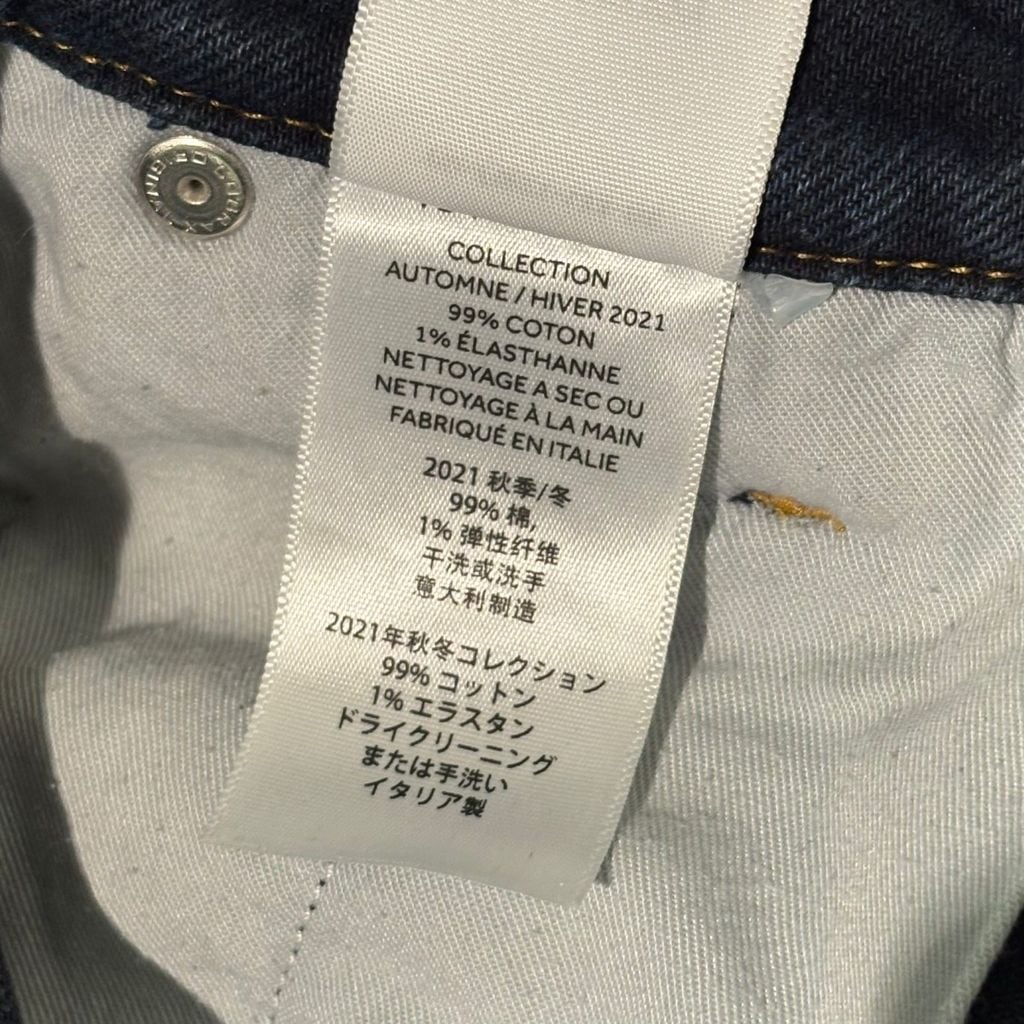 COLLECTION
AUTOMNE / HIVER 2021
99% COTON
1% ÉLASTHANNE
NETTOYAGE A SEC OU
NETTOYAGE À LA MAIN
FABRIQUÉ EN ITALIE
2021 秋季/冬
99% 棉,
1% 弹性纤维
干洗或洗手
意大利制造
2021年秋冬コレクション
99% コットン
1% エラスタン
ドライクリーニング
または手洗い
イタリア製